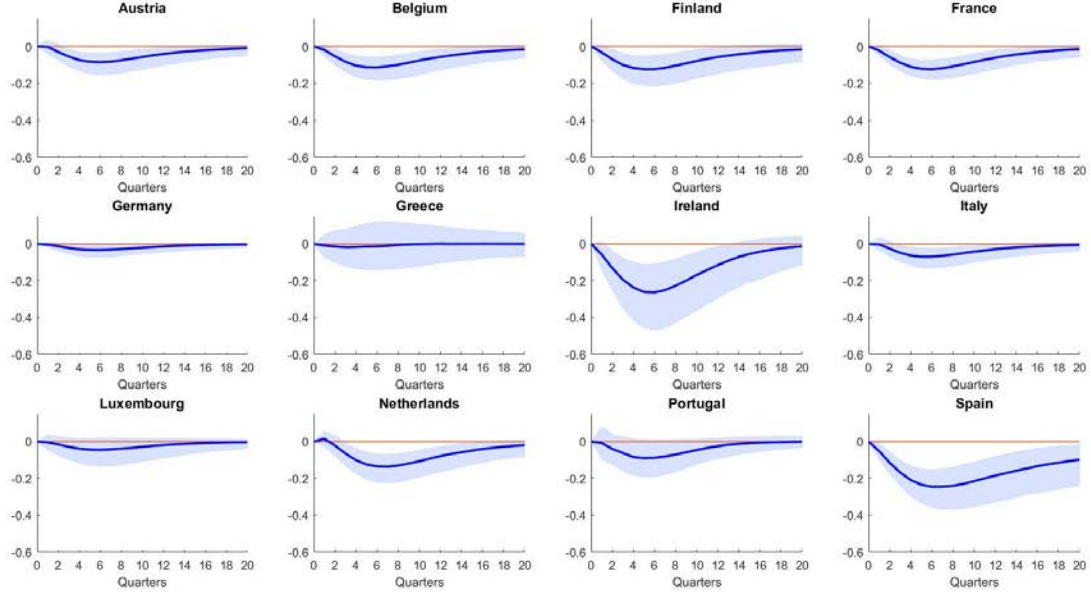 Austria Belgium Finland France
0 0 0 0
-0.2 -0.2 -0.2 -0.2
-0.4 -0.4 -0.4 -0.4
-0.6 -0.6 -0.6 -0.6
0 2 4 6 8 10 12 14 16 18 20 0 2 4 6 8 10 12 14 16 18 20 0 2 4 6 8 10 12 14 16 18 20 0 2 4 6 8 10 12 14 16 18 20
Quarters Quarters Quarters Quarters
Germany Greece Ireland Italy
0 0 0 0
-0.2 -0.2 -0.2 -0.2
-0.4 -0.4 -0.4 -0.4
-0.6 -0.6 -0.6 -0.6
0 2 4 6 8 10 12 14 16 18 20 0 2 4 6 8 10 12 14 16 18 20 0 2 4 6 8 10 12 14 16 18 20 0 2 4 6 8 10 12 14 16 18 20
Quarters Quarters Quarters Quarters
Luxembourg Netherlands Portugal Spain
0 0 0 0
-0.2 -0.2 -0.2 -0.2
-0.4 -0.4 -0.4 -0.4
-0.6 -0.6 -0.6 -0.6
0 2 4 6 8 10 12 14 16 18 20 0 2 4 6 8 10 12 14 16 18 20 0 2 4 6 8 10 12 14 16 18 20 0 2 4 6 8 10 12 14 16 18 20
Quarters Quarters Quarters Quarters